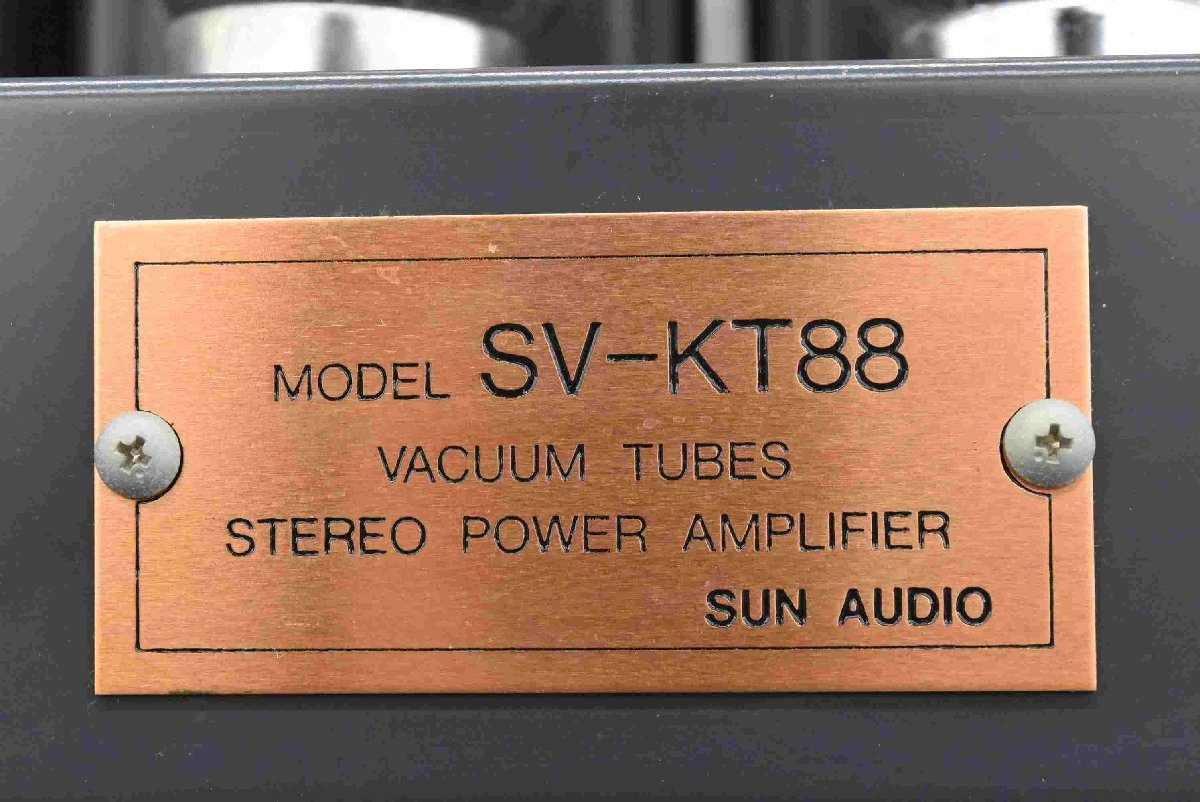 MODEL SV-KT88
VACUUM TUBES
STEREO POWER AMPLIFIER
SUN AUDIO